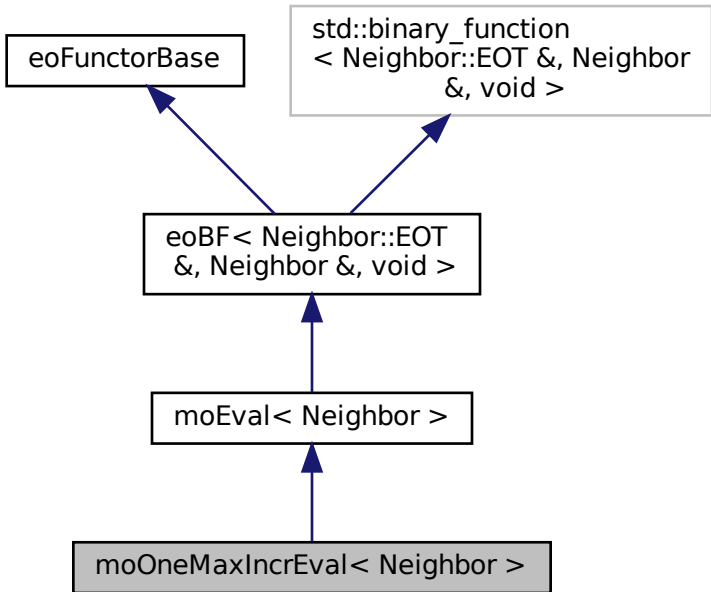 eoFunctorBase
std::binary_function
< Neighbor::EOT &, Neighbor
&, void >
eoBF< Neighbor::EOT
&, Neighbor &, void >
moEval< Neighbor >
moOneMaxIncrEval< Neighbor >